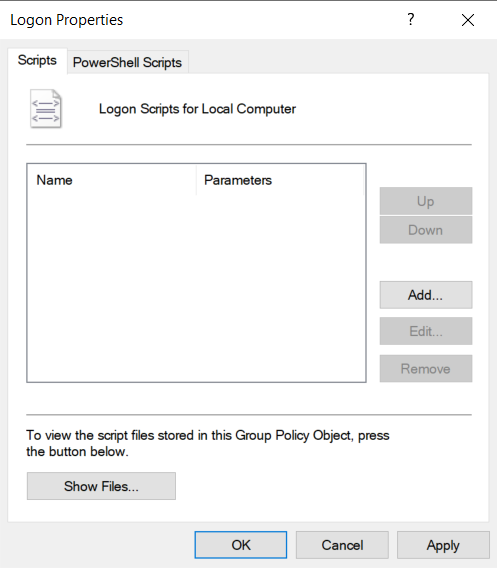 Logon Properties
?
Scripts
PowerShell Scripts
Logon Scripts for Local Computer
Name
Parameters
Up
Down
Add...
Edit...
Remove
To view the script files stored in this Group Policy Object, press
the button below.
Show Files...
OK
Cancel
Apply